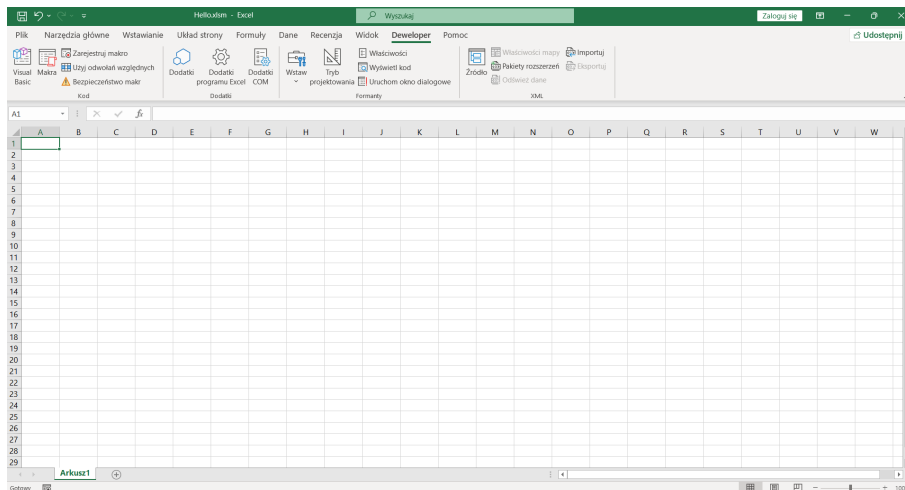 Hello.xlsm - Excel
Wyszukaj
Zaloguj się
Plik Narzędzia główne Wstawianie Układ strony Formuły Dane Recenzja Widok Deweloper Pomoc
Udostępnij
Visual Basic
Makra
Zarejestruj makro
Użyj odwołań względnych
Bezpieczeństwo makr
Kod
Dodatki
Dodatki programu Excel
Dodatki COM
Dodatki
Wstaw
Tryb projektowania
Właściwości
Wyświetl kod
Uruchom okno dialogowe
Formanty
Źródło
Właściwości mapy
Pakiety rozszerzeń
Odśwież dane
Importuj
Eksportuj
XML
A1
fx
A B C D E F G H I J K L M N O P Q R S T U V W
1
2
3
4
5
6
7
8
9
10
11
12
13
14
15
16
17
18
19
20
21
22
23
24
25
26
27
28
29
Arkusz1
Gotowy
100